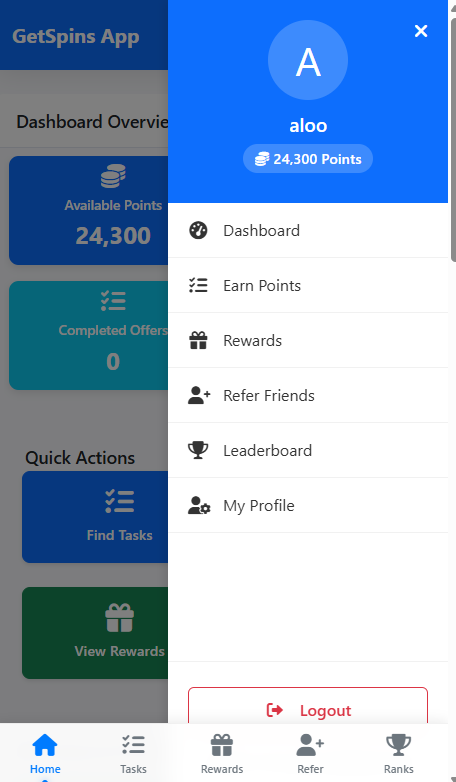 GetSpins App
A
aloo
24,300 Points
Dashboard Overvie
Available Points
24,300
Completed Offers
0
Quick Actions
Find Tasks
View Rewards
Dashboard
Earn Points
Rewards
Refer Friends
Leaderboard
My Profile
Logout
Home
Tasks
Rewards
Refer
Ranks